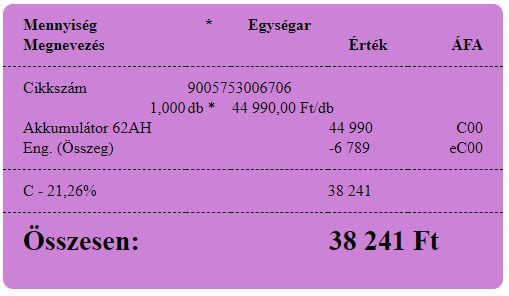 Mennyiség * Egységar
Megnevezés Érték ÁFA
Cikkszám 9005753006706
1,000 db * 44 990,00 Ft/db
Akkumulátor 62AH 44 990 C00
Eng. (Összeg) -6 789 eC00
C - 21,26% 38 241
Összesen: 38 241 Ft